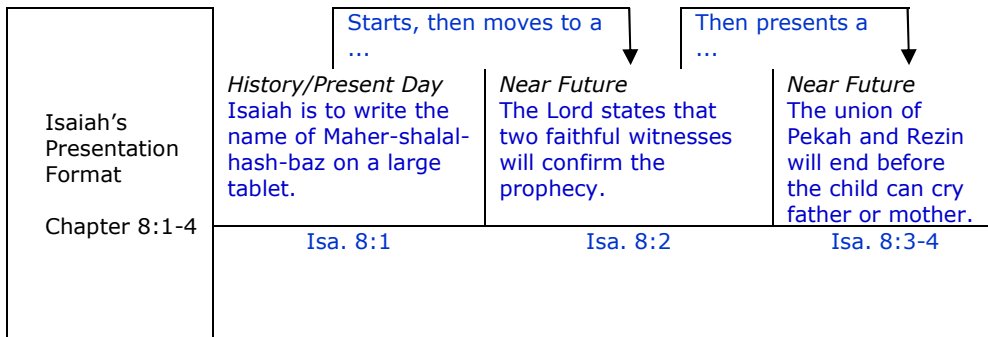 Isaiah's
Presentation
Format
Chapter 8:1-4
Starts, then moves to a
...
Then presents a
...
History/Present Day
Isaiah is to write the
name of Maher-shalal-
hash-baz on a large
tablet.
Near Future
The Lord states that
two faithful witnesses
will confirm the
prophecy.
Near Future
The union of
Pekah and Rezin
will end before
the child can cry
father or mother.
Isa. 8:1
Isa. 8:2
Isa. 8:3-4